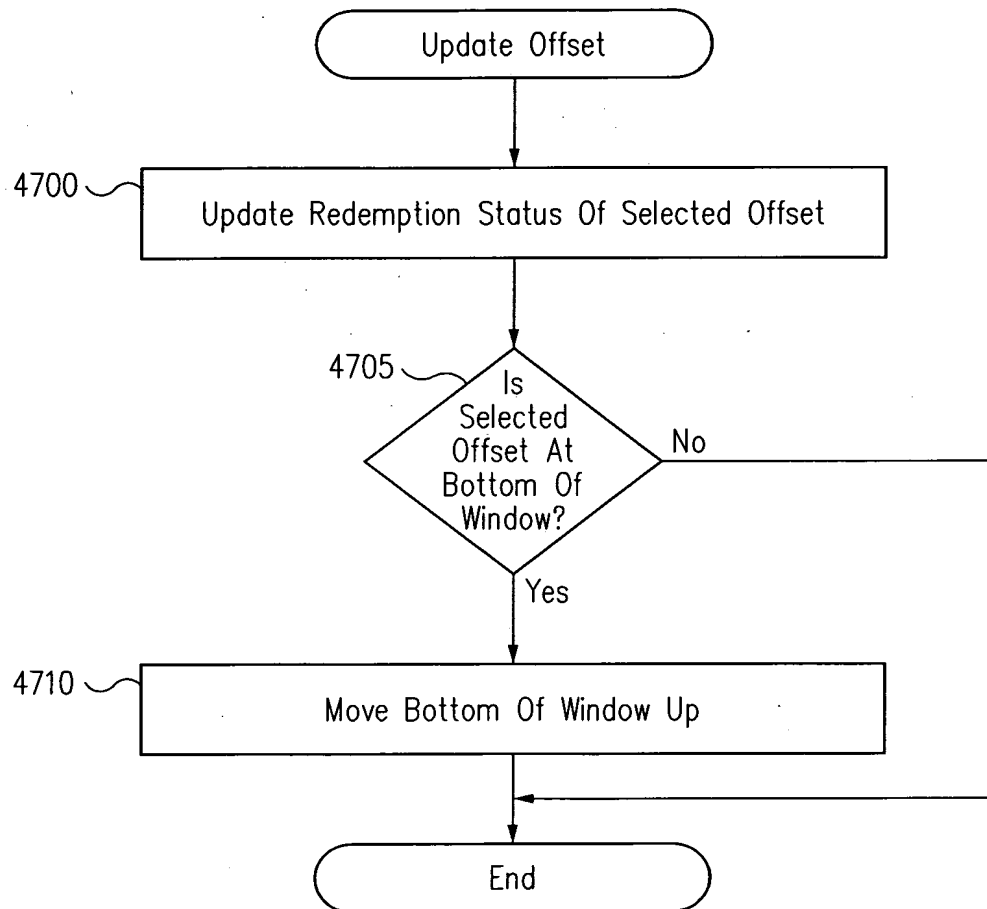 Update Offset
4700
Update Redemption Status Of Selected Offset
4705
Is
Selected
Offset At
Bottom Of
Window?
No
Yes
4710
Move Bottom Of Window Up
End